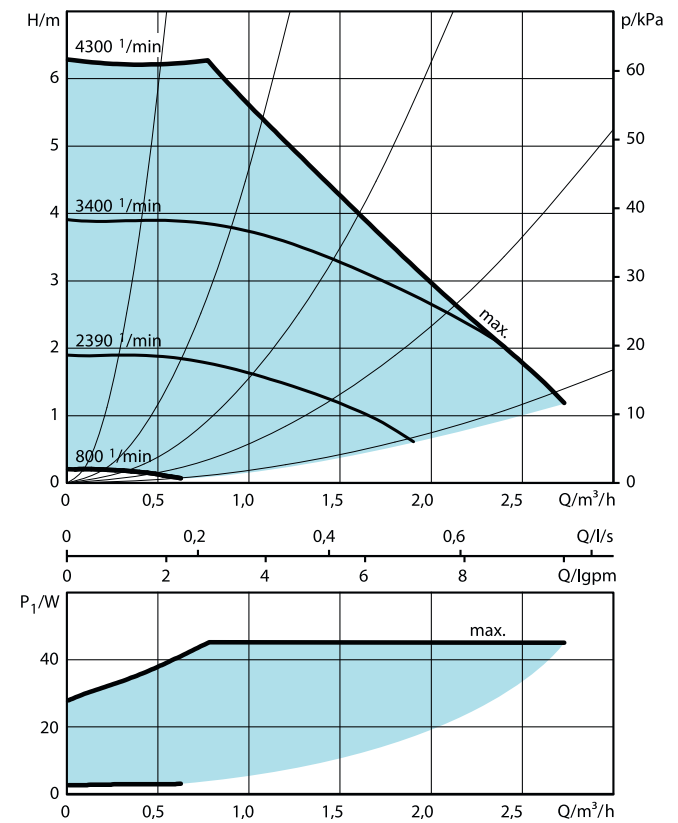 H/m
p/kPa
4300 1/min
60
6
5
50
3400 1/min
4
40
3
30
max.
2390 1/min
2
20
1
10
800 1/min
0
0
0 0,5 1,0 1,5 2,0 2,5 Q/m³/h
0 0,2 0,4 0,6 Q/l/s
0 2 4 6 8 Q/Igpm
P1/W
max.
40
20
0
0 0,5 1,0 1,5 2,0 2,5 Q/m³/h